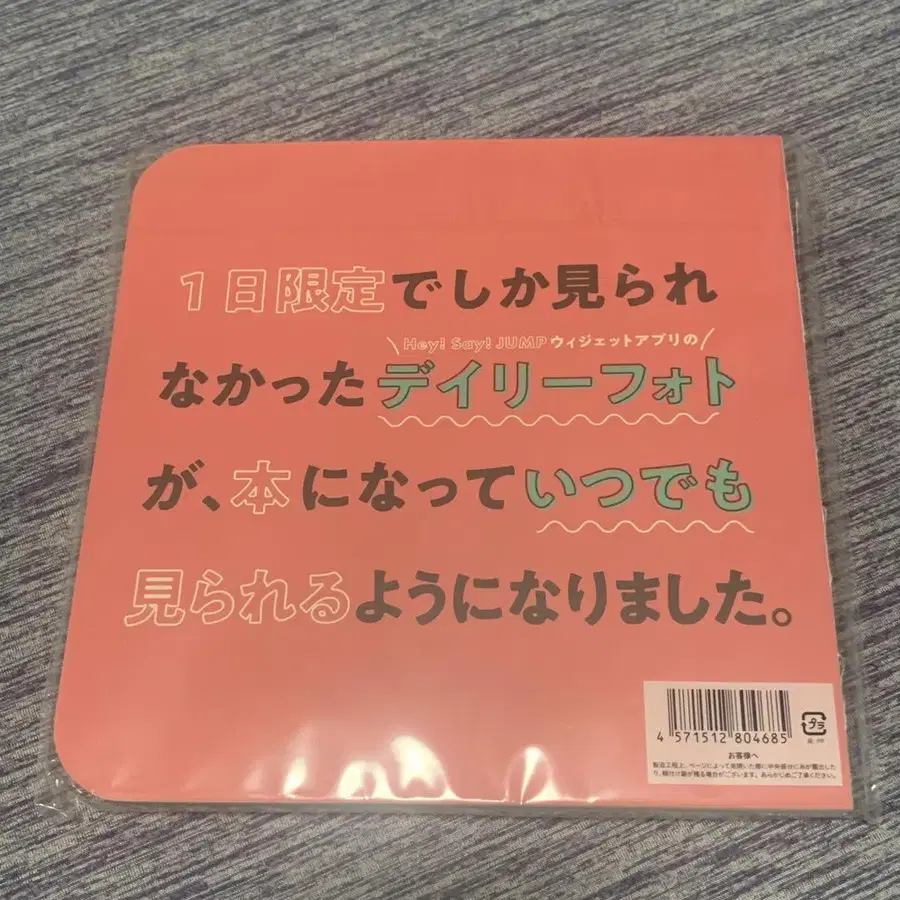 1日限定でしか見られ
Hey! Say! JUMPウィジェットアプリの
なかったデイリーフォト
が、本になっていつでも
見られるようになりました。
4 571512 804685
プラ
お客様へ